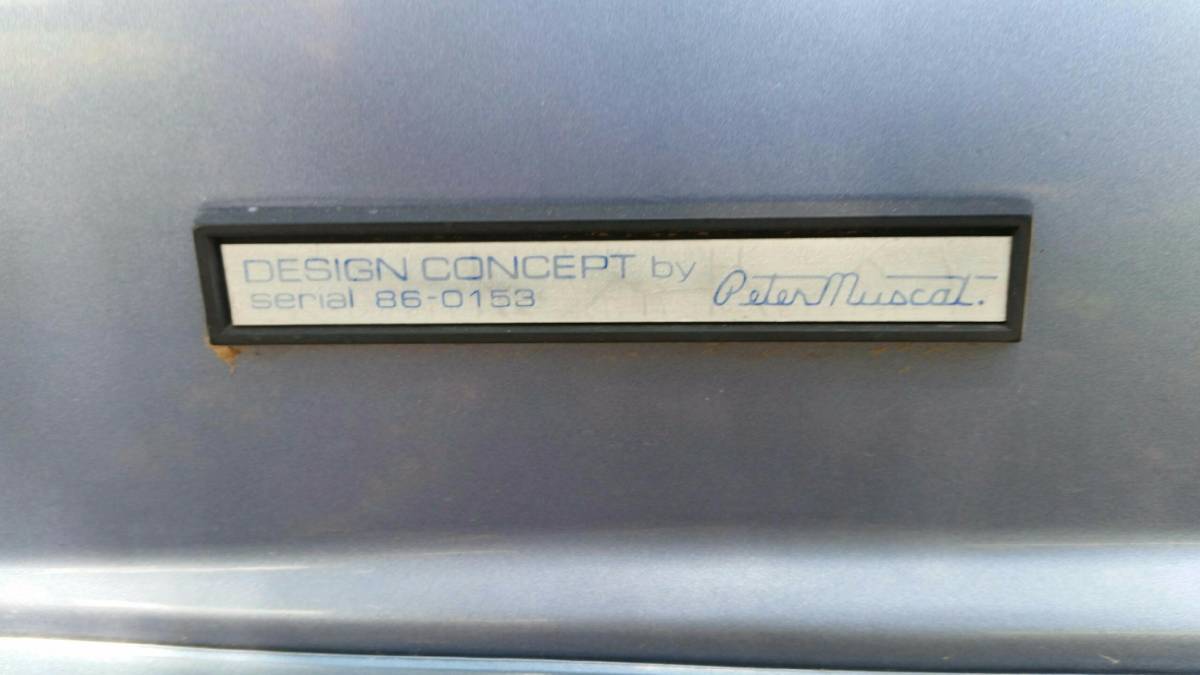 DESIGN CONCEPT by Peter Muscat.
serial 86-0153